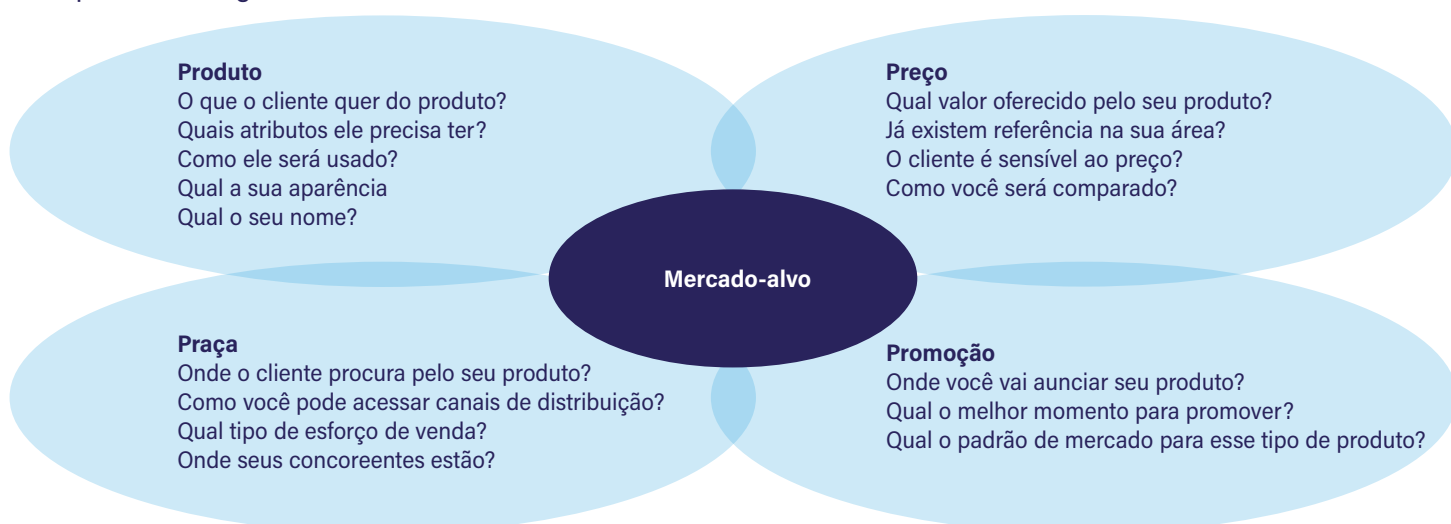 Produto
O que o cliente quer do produto?
Quais atributos ele precisa ter?
Como ele será usado?
Qual a sua aparência
Qual o seu nome?
Preço
Qual valor oferecido pelo seu produto?
Já existem referência na sua área?
O cliente é sensível ao preço?
Como você será comparado?
Mercado-alvo
Praça
Onde o cliente procura pelo seu produto?
Como você pode acessar canais de distribuição?
Qual tipo de esforço de venda?
Onde seus concoreentes estão?
Promoção
Onde você vai aunciar seu produto?
Qual o melhor momento para promover?
Qual o padrão de mercado para esse tipo de produto?